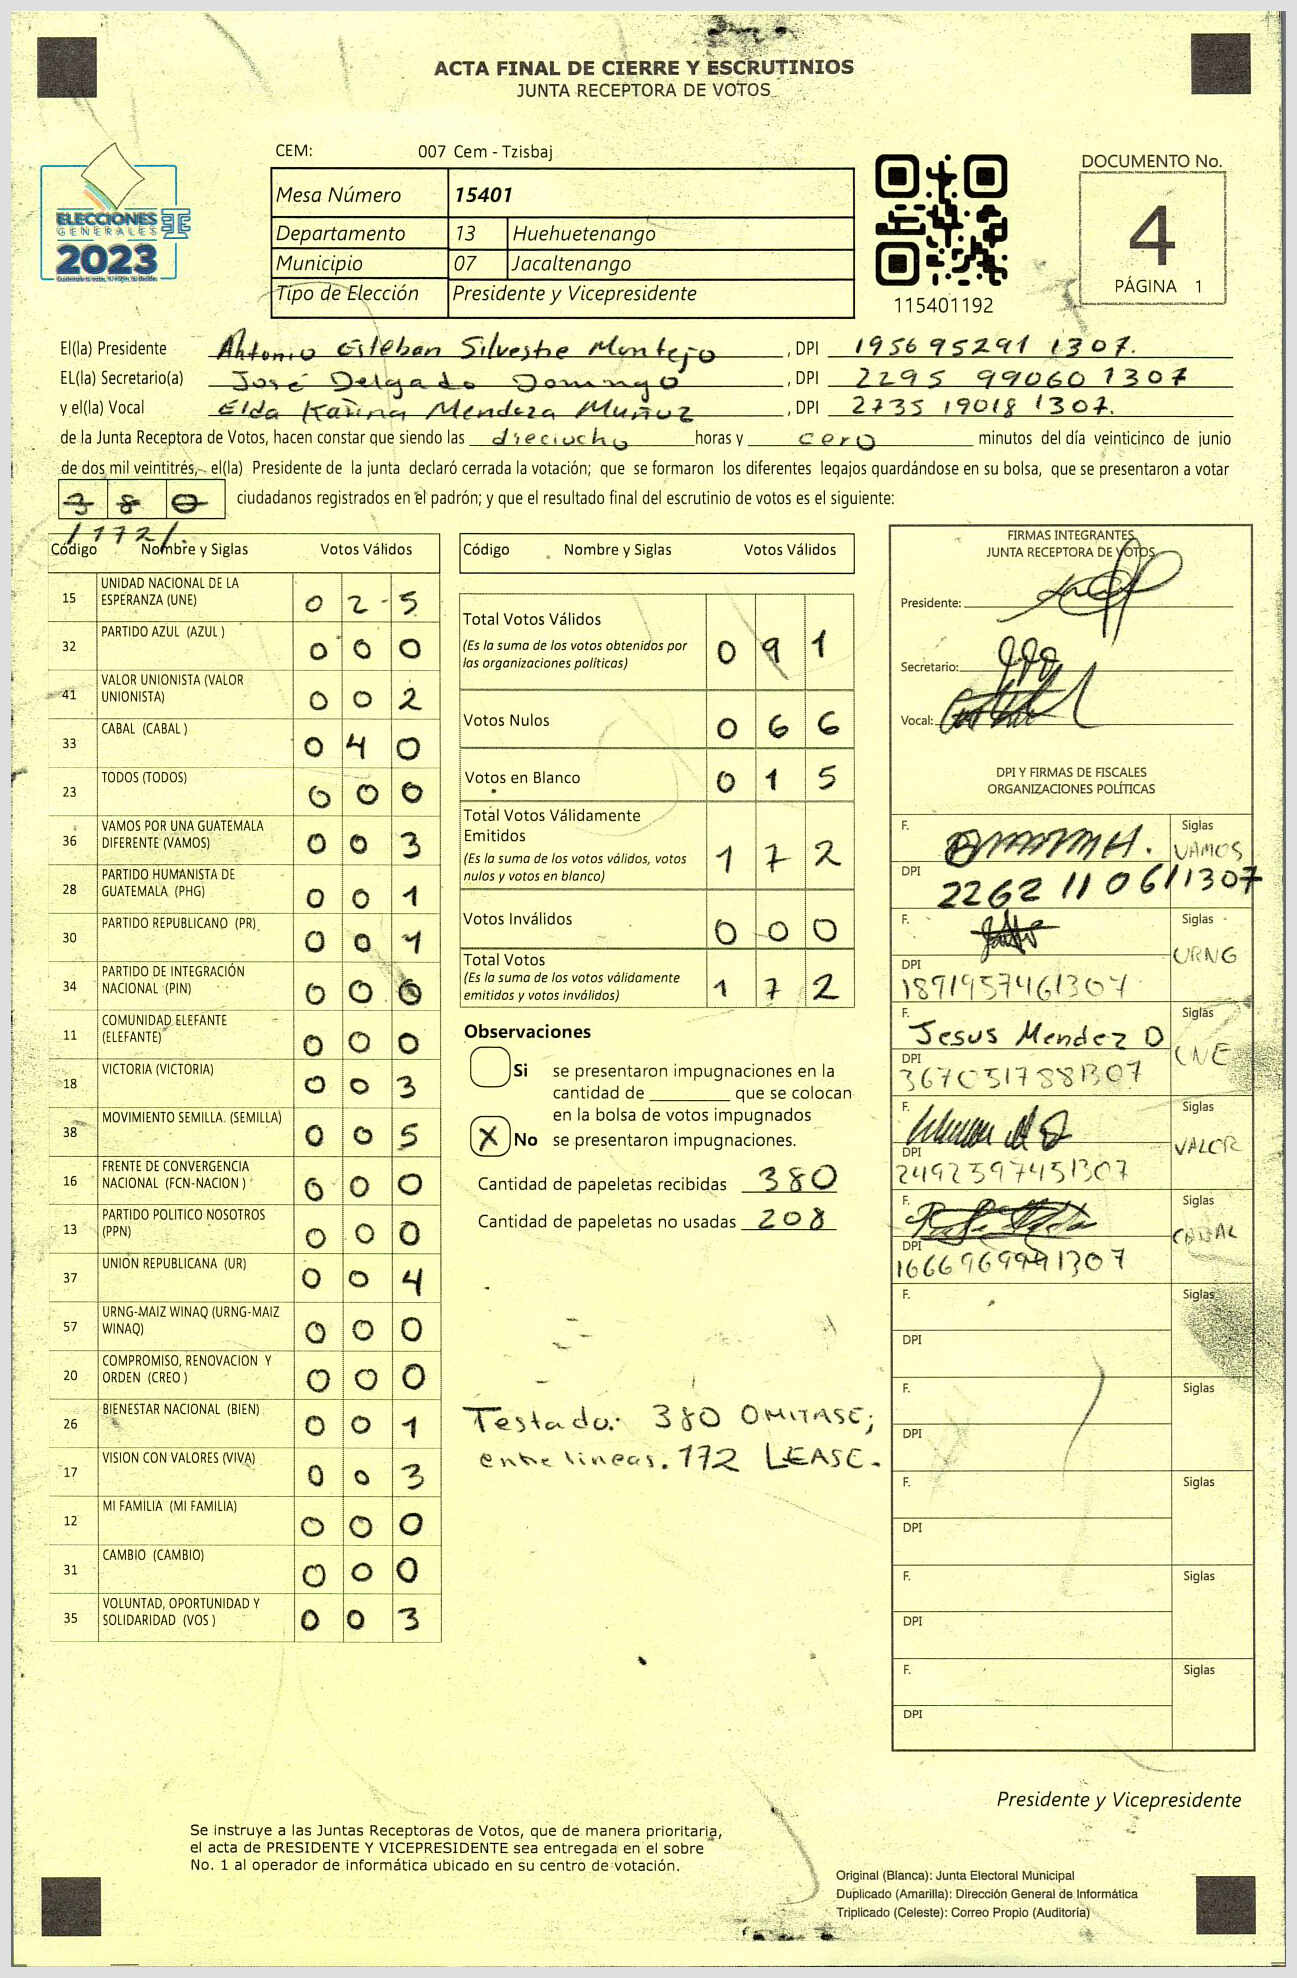 ACTA FINAL DE CIERRE Y ESCRUTINIOS
JUNTA RECEPTORA DE VOTOS
ELECCIONES
GENERALES
2023
CEM: 007 Cem - Tzisbaj
Mesa Número 15401
Departamento 13 Huehuetenango
Municipio 07 Jacaltenango
Tipo de Elección Presidente y Vicepresidente
115401192
DOCUMENTO No.
4
PÁGINA 1
El(la) Presidente Antonio Esteban Silvestre Montejo, DPI 195695291 1307.
EL(la) Secretario(a) José Delgado Domingo, DPI 2295 99060 1307
y el(la) Vocal Elda Karina Mendoza Muñoz, DPI 2735 19018 1307.
de la Junta Receptora de Votos, hacen constar que siendo las dieciocho horas y cero minutos del día veinticinco de junio
de dos mil veintitrés, el(la) Presidente de la junta declaró cerrada la votación; que se formaron los diferentes legajos guardándose en su bolsa, que se presentaron a votar
380 ciudadanos registrados en el padrón; y que el resultado final del escrutinio de votos es el siguiente:
/172/.
Código Nombre y Siglas Votos Válidos
15 UNIDAD NACIONAL DE LA ESPERANZA (UNE) 0 2 5
32 PARTIDO AZUL (AZUL ) 0 0 0
41 VALOR UNIONISTA (VALOR UNIONISTA) 0 0 2
33 CABAL (CABAL ) 0 4 0
23 TODOS (TODOS) 0 0 0
36 VAMOS POR UNA GUATEMALA DIFERENTE (VAMOS) 0 0 3
28 PARTIDO HUMANISTA DE GUATEMALA (PHG) 0 0 1
30 PARTIDO REPUBLICANO (PR) 0 0 1
34 PARTIDO DE INTEGRACIÓN NACIONAL (PIN) 0 0 0
11 COMUNIDAD ELEFANTE (ELEFANTE) 0 0 0
18 VICTORIA (VICTORIA) 0 0 3
38 MOVIMIENTO SEMILLA (SEMILLA) 0 0 5
16 FRENTE DE CONVERGENCIA NACIONAL (FCN-NACION ) 0 0 0
13 PARTIDO POLITICO NOSOTROS (PPN) 0 0 0
37 UNION REPUBLICANA (UR) 0 0 4
57 URNG-MAIZ WINAQ (URNG-MAIZ WINAQ) 0 0 0
20 COMPROMISO, RENOVACION Y ORDEN (CREO ) 0 0 0
26 BIENESTAR NACIONAL (BIEN) 0 0 1
17 VISION CON VALORES (VIVA) 0 0 3
12 MI FAMILIA (MI FAMILIA) 0 0 0
31 CAMBIO (CAMBIO) 0 0 0
35 VOLUNTAD, OPORTUNIDAD Y SOLIDARIDAD (VOS ) 0 0 3
Código Nombre y Siglas Votos Válidos
Total Votos Válidos 0 9 1
(Es la suma de los votos obtenidos por
las organizaciones políticas)
Votos Nulos 0 6 6
Votos en Blanco 0 1 5
Total Votos Válidamente
Emitidos 1 7 2
(Es la suma de los votos válidos, votos
nulos y votos en blanco)
Votos Inválidos 0 0 0
Total Votos 1 7 2
(Es la suma de los votos válidamente
emitidos y votos inválidos)
Observaciones
Si se presentaron impugnaciones en la
cantidad de ________ que se colocan
en la bolsa de votos impugnados
X No se presentaron impugnaciones.
Cantidad de papeletas recibidas 380
Cantidad de papeletas no usadas 208
Testado: 380 OMITASE;
entre lineas. 172 LEASE.
FIRMAS INTEGRANTES
JUNTA RECEPTORA DE VOTOS
Presidente:
Secretario:
Vocal:
DPI Y FIRMAS DE FISCALES
ORGANIZACIONES POLÍTICAS
F. Siglas VAMOS
DPI 2262 11061 1307
F. Siglas URNG
DPI 1891957461307
F. Jesus Mendez D Siglas UNE
DPI 3670517881307
F. Siglas VALOR
DPI 2492597451307
F. Siglas CABAL
DPI
F. Siglas
DPI
F. Siglas
DPI
F. Siglas
DPI
F. Siglas
DPI
F. Siglas
DPI
Presidente y Vicepresidente
Se instruye a las Juntas Receptoras de Votos, que de manera prioritaria,
el acta de PRESIDENTE Y VICEPRESIDENTE sea entregada en el sobre
No. 1 al operador de informática ubicado en su centro de votación.
Original (Blanca): Junta Electoral Municipal
Duplicado (Amarilla): Dirección General de Informática
Triplicado (Celeste): Correo Propio (Auditoría)